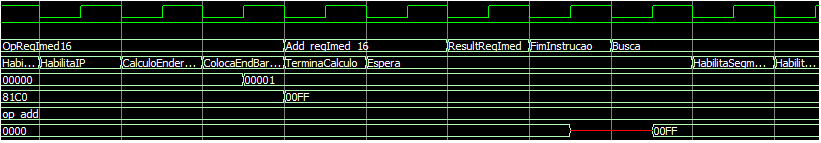 OpRegImed16 Add_regImed_16 ResultRegImed FimInstrucao Busca
Habi... HabilitaIP CalculoEnder... ColocaEndBar... TerminaCalculo Espera HabilitaSegm... Habilit...
00000 00001
81C0 00FF
op_add
0000 00FF